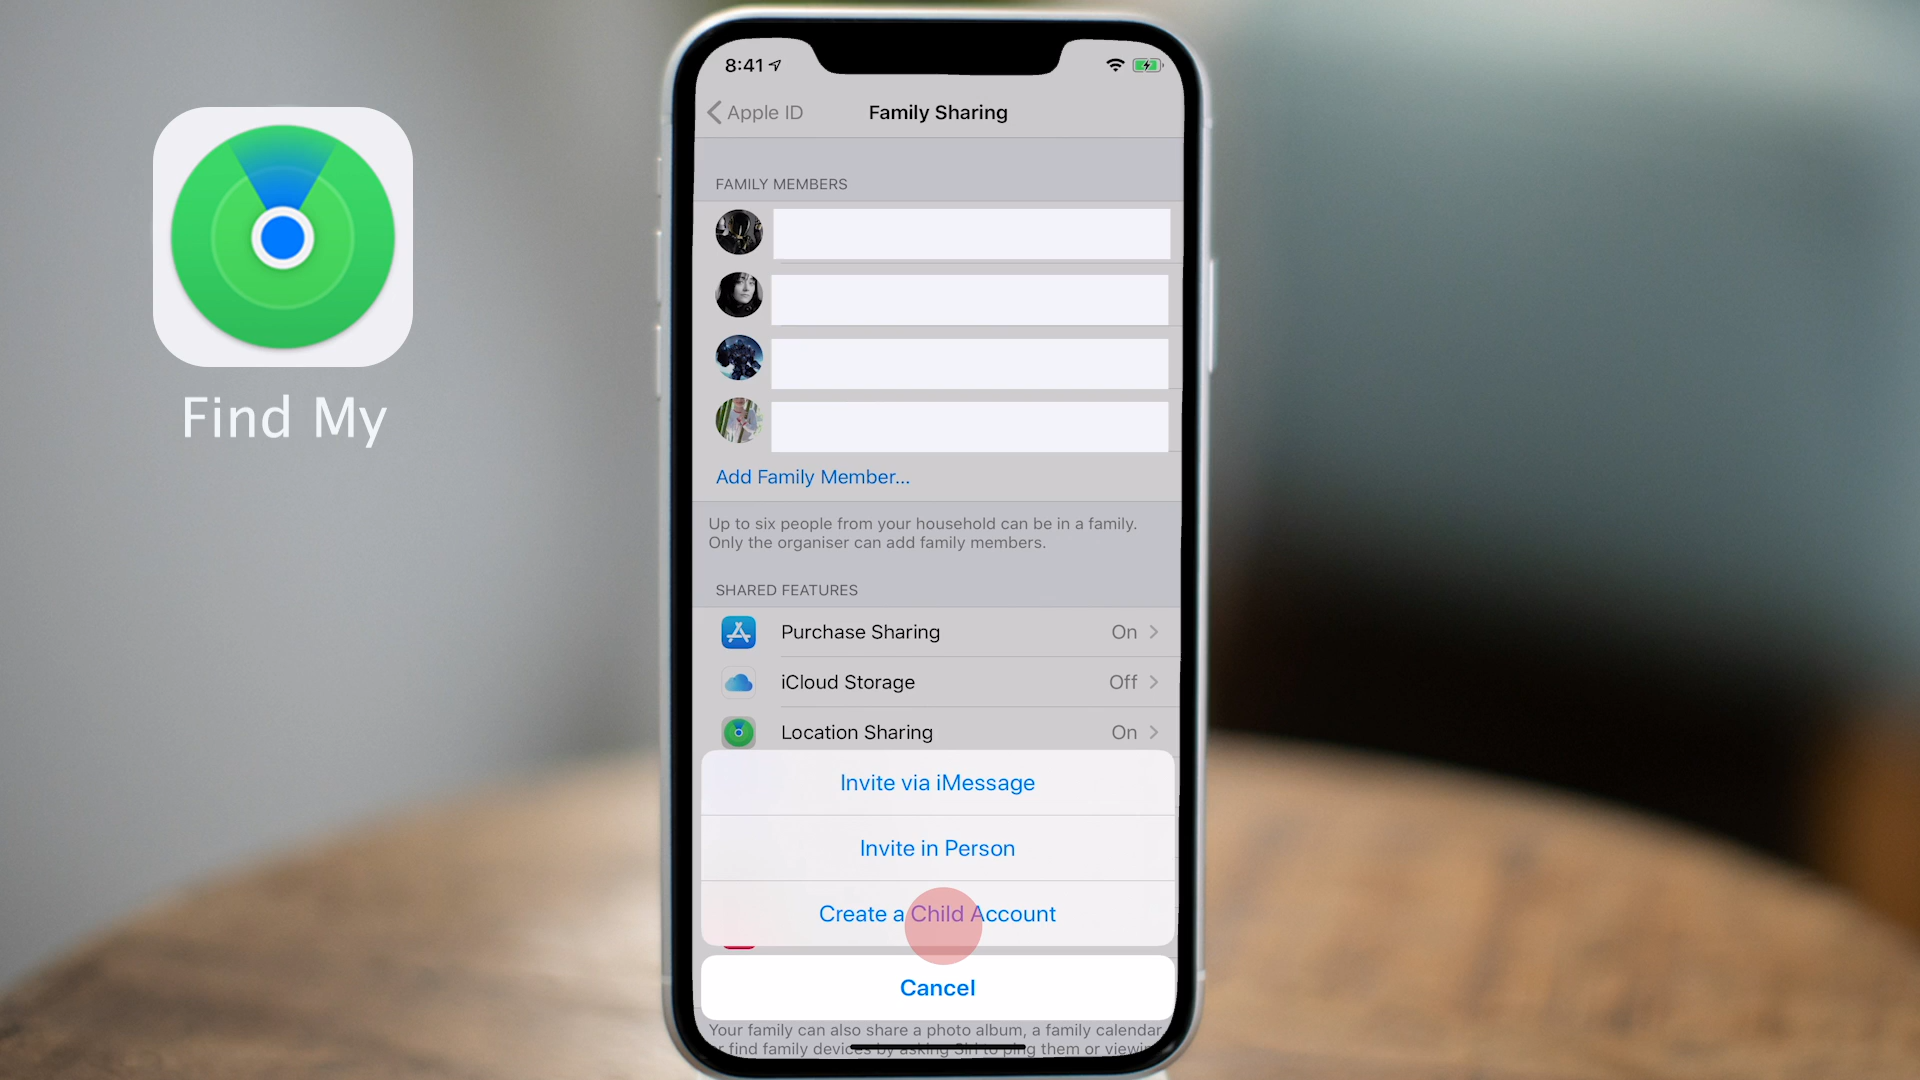 Find My
8:41
Apple ID
Family Sharing
FAMILY MEMBERS
Add Family Member...
Up to six people from your household can be in a family.
Only the organiser can add family members.
SHARED FEATURES
Purchase Sharing On
iCloud Storage Off
Location Sharing On
Invite via iMessage
Invite in Person
Create a Child Account
Cancel
Your family can also share a photo album, a family calendar
find family devices by asking Siri to ping them or